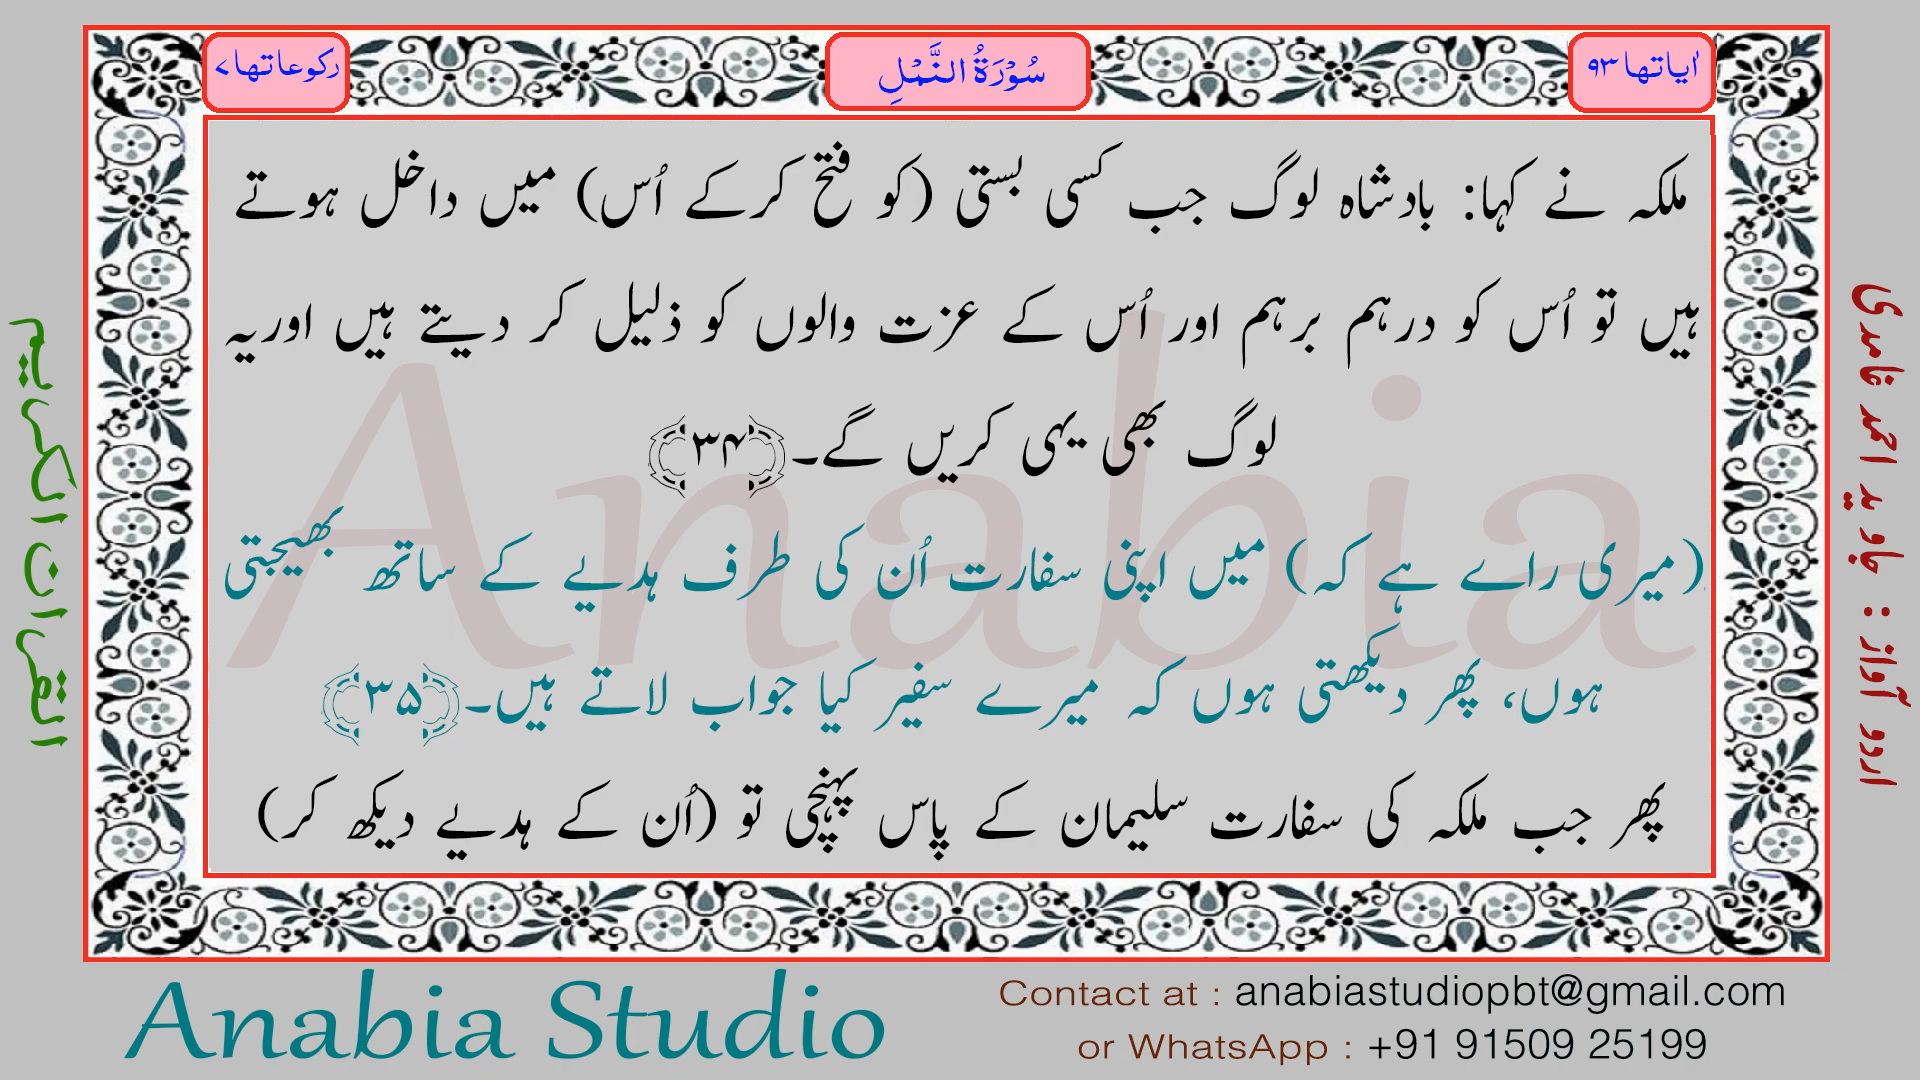 اٰیاتھا ۹۳
سُوۡرَۃُ النَّمۡلِ
رکوعاتھا ۷
ملکہ نے کہا: بادشاہ لوگ جب کسی بستی (کو فتح کرکے اُس) میں داخل ہوتے
ہیں تو اُس کو درہم برہم اور اُس کے عزت والوں کو ذلیل کر دیتے ہیں اور یہ
لوگ بھی یہی کریں گے۔﴿۳۴﴾
(میری راے ہے کہ) میں اپنی سفارت اُن کی طرف ہدیے کے ساتھ بھیجتی
ہوں، پھر دیکھتی ہوں کہ میرے سفیر کیا جواب لاتے ہیں۔﴿۳۵﴾
پھر جب ملکہ کی سفارت سلیمان کے پاس پہنچی تو (اُن کے ہدیے دیکھ کر)
Anabia
اردو آواز : جاوید احمد غامدی
القران الکریم
Anabia Studio
Contact at : anabiastudiopbt@gmail.com
or WhatsApp : +91 91509 25199